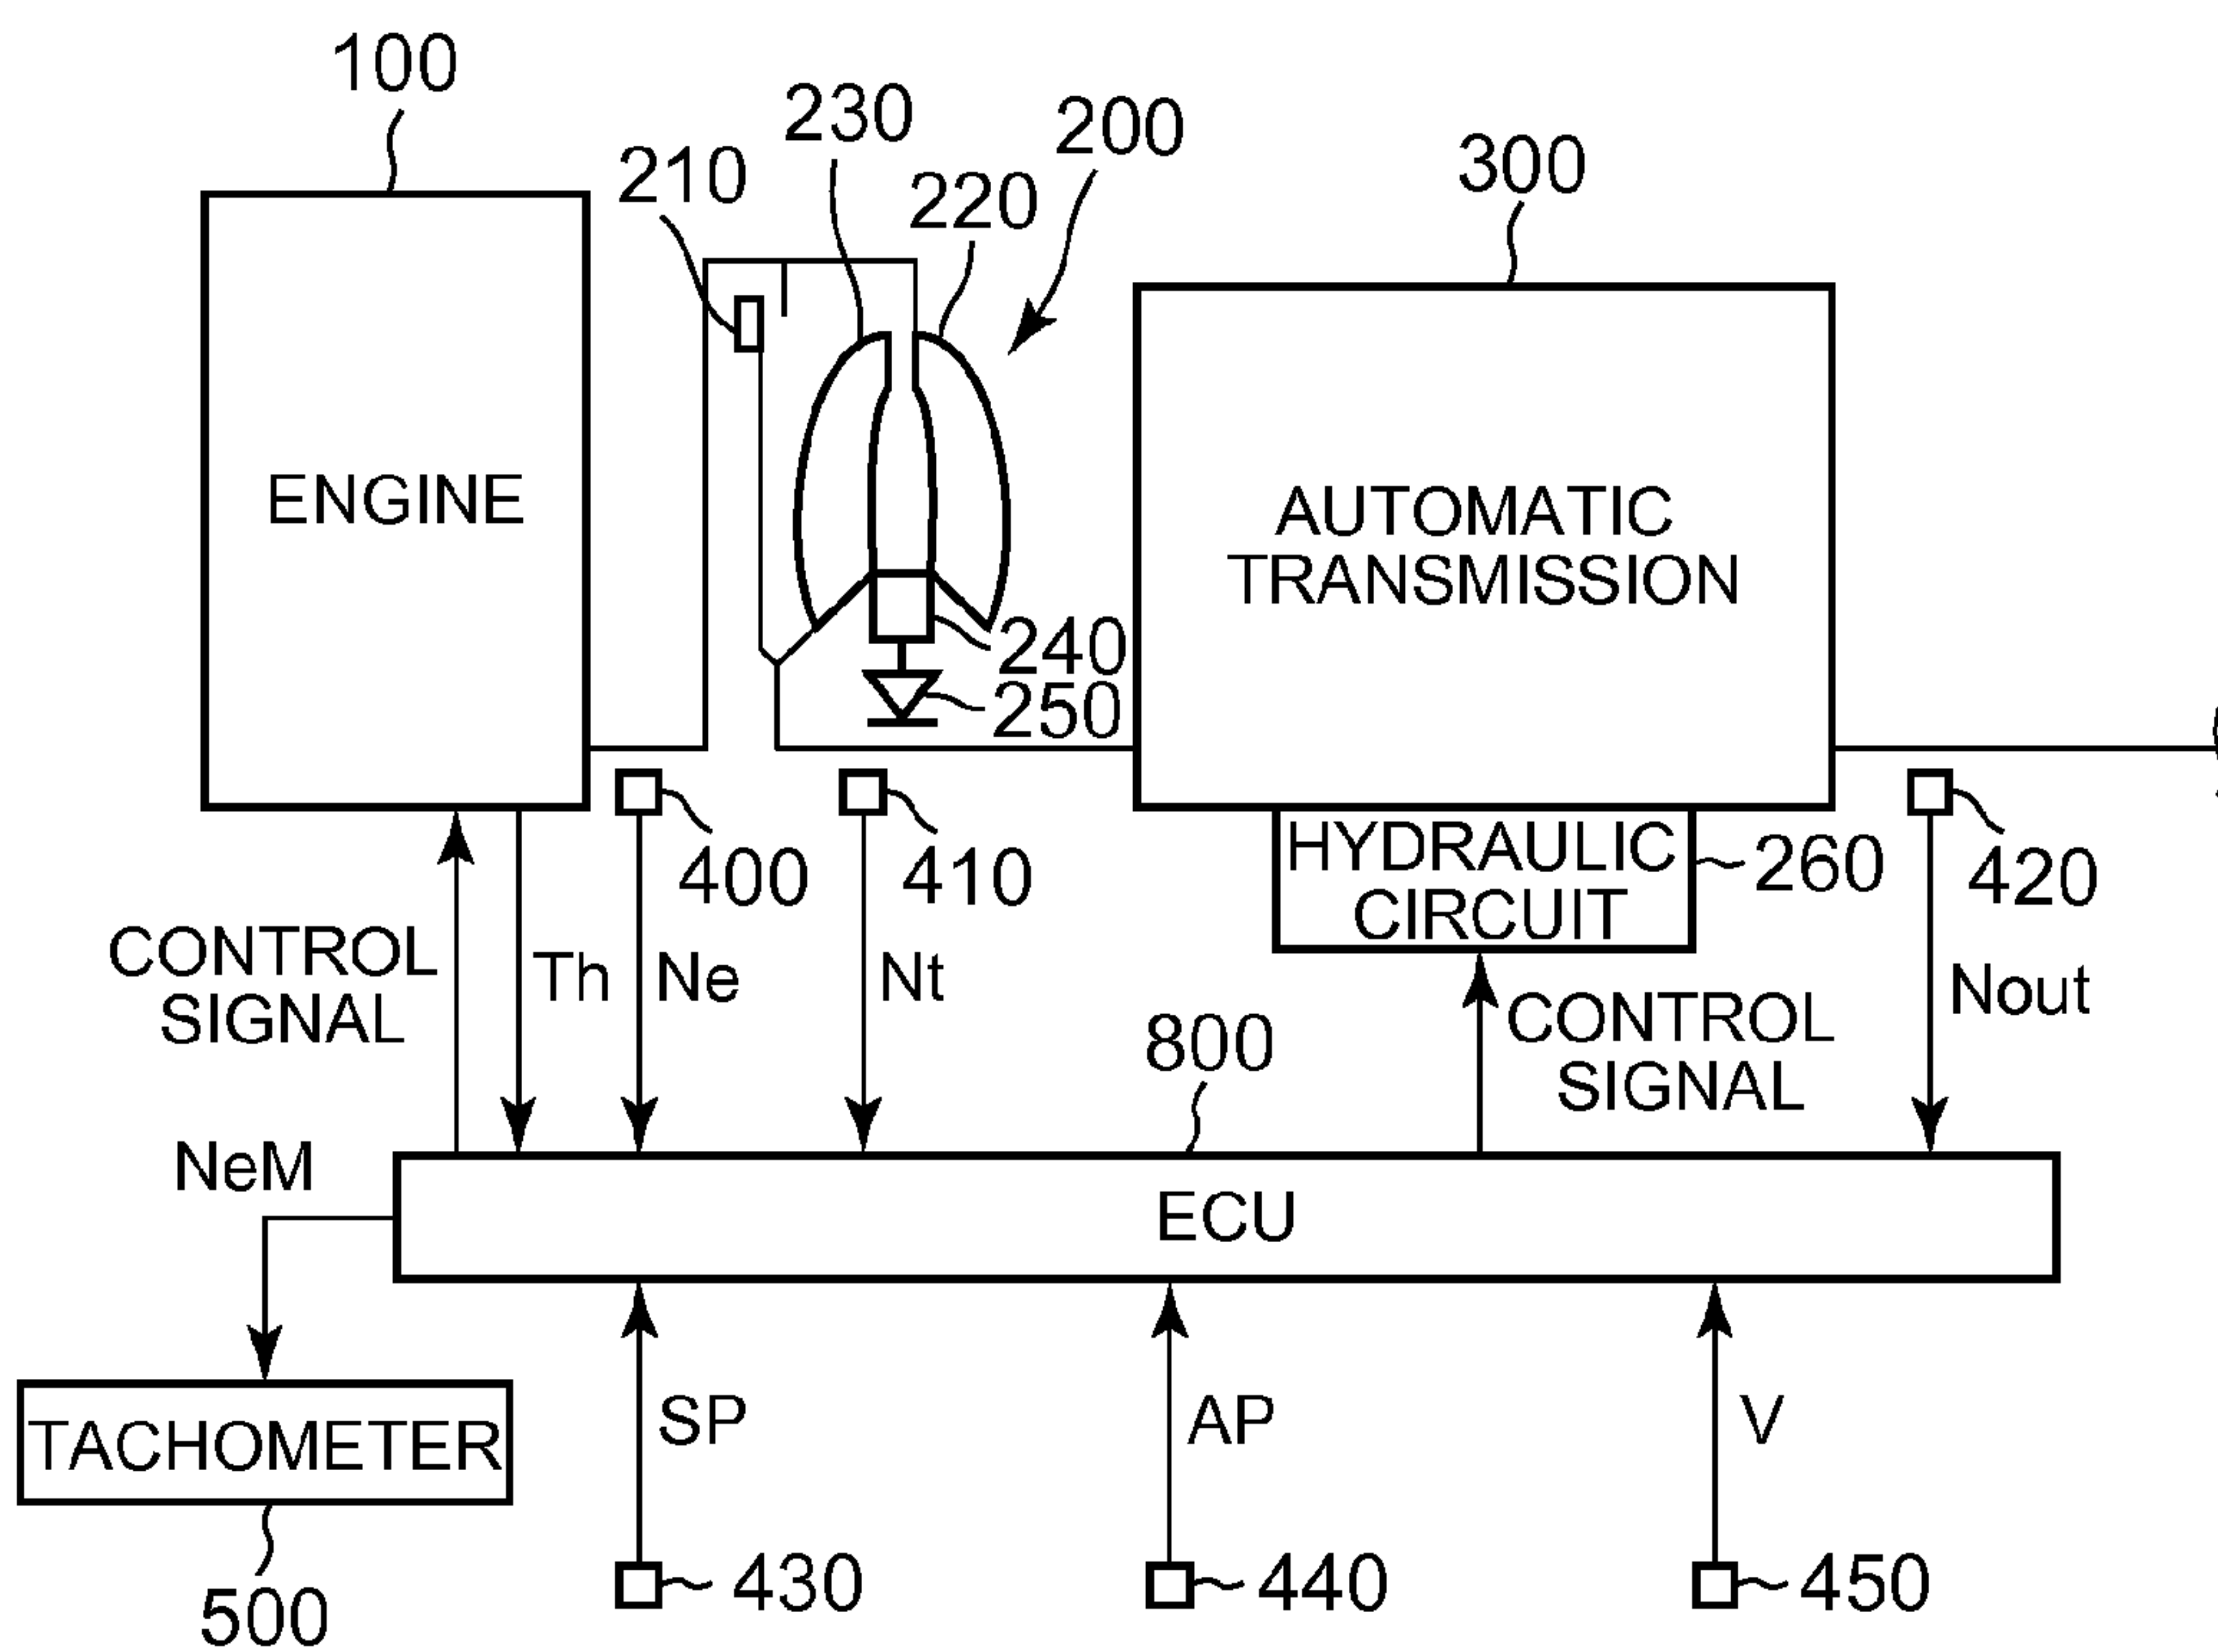 100
230
200
210
220
300
ENGINE
AUTOMATIC
TRANSMISSION
240
250
HYDRAULIC
CIRCUIT
260
400
410
420
CONTROL
SIGNAL
Th
Ne
Nt
Nout
CONTROL
SIGNAL
800
NeM
ECU
TACHOMETER
SP
AP
V
500
430
440
450